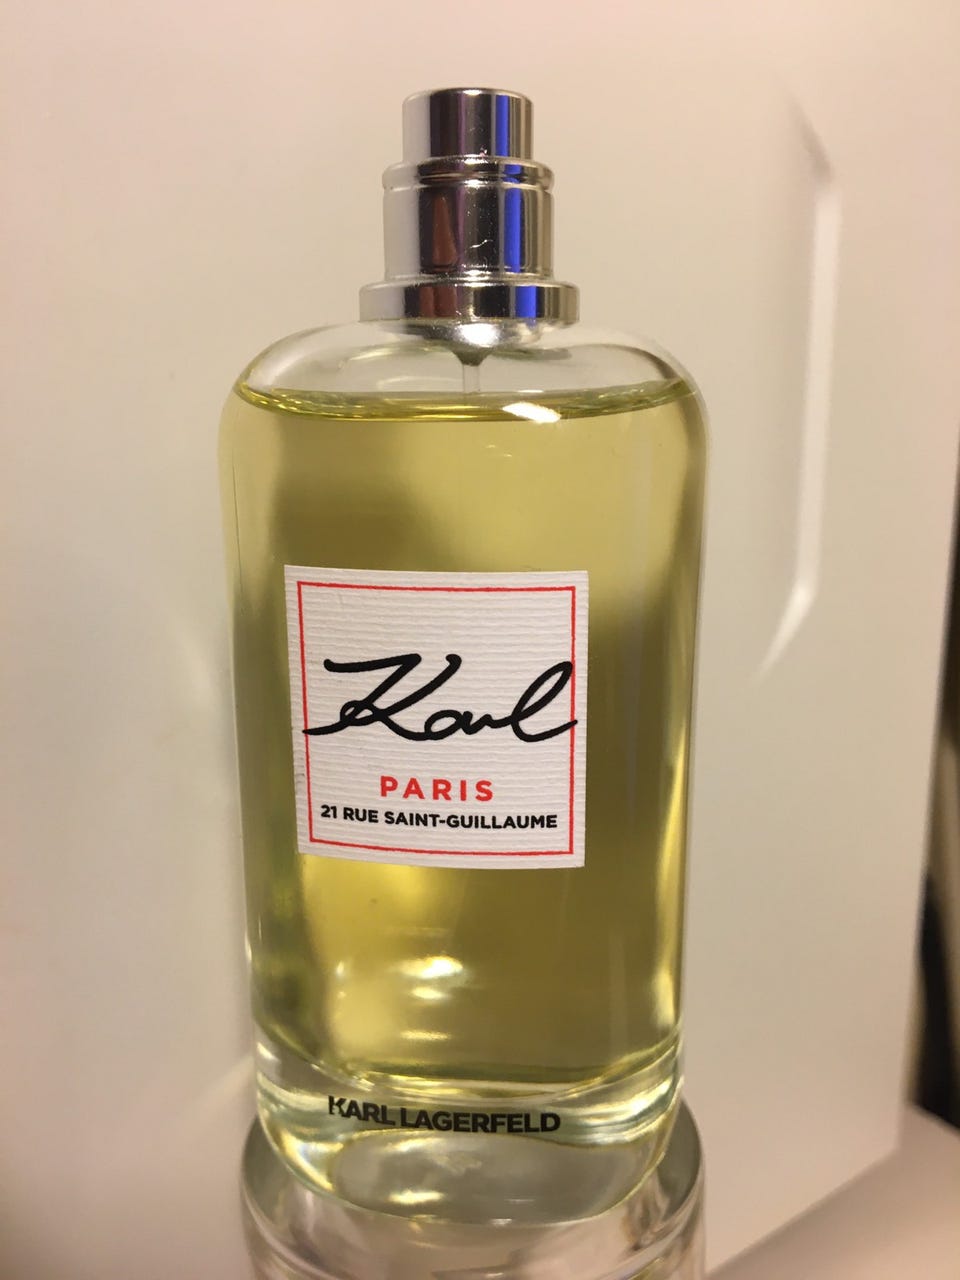 Karl
PARIS
21 RUE SAINT-GUILLAUME
KARL LAGERFELD